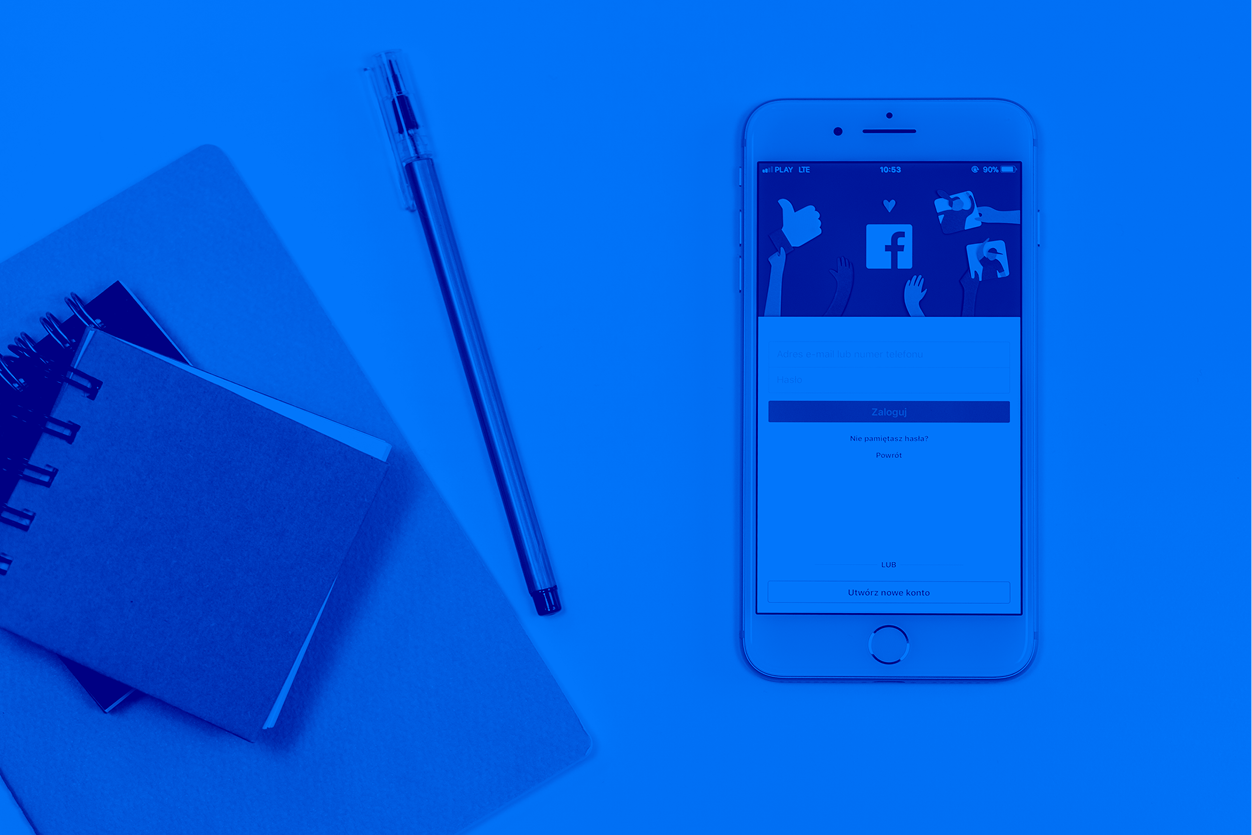 PLAY LTE 10:53 90%
f
Adres e-mail lub numer telefonu
Hasło
Zaloguj
Nie pamiętasz hasła?
Powrót
LUB
Utwórz nowe konto